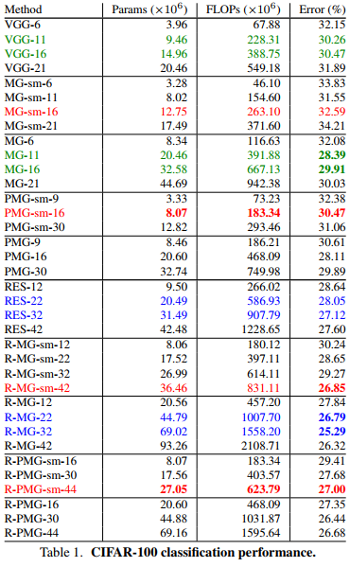 Method Params (×10⁶) FLOPs (×10⁶) Error (%)
VGG-6 3.96 67.88 32.15
VGG-11 9.46 228.31 30.26
VGG-16 14.96 388.75 30.47
VGG-21 20.46 549.18 31.89
MG-sm-6 3.28 46.10 33.83
MG-sm-11 8.02 154.60 31.55
MG-sm-16 12.75 263.10 32.59
MG-sm-21 17.49 371.60 34.21
MG-6 8.34 116.63 32.08
MG-11 20.46 391.88 28.39
MG-16 32.58 667.13 29.91
MG-21 44.69 942.38 30.03
PMG-sm-9 3.33 73.23 32.38
PMG-sm-16 8.07 183.34 30.47
PMG-sm-30 12.82 293.46 31.06
PMG-9 8.46 186.21 30.61
PMG-16 20.60 468.09 28.11
PMG-30 32.74 749.98 29.89
RES-12 9.50 266.02 28.64
RES-22 20.49 586.93 28.05
RES-32 31.49 907.79 27.12
RES-42 42.48 1228.65 27.60
R-MG-sm-12 8.06 180.12 30.24
R-MG-sm-22 17.52 397.11 28.65
R-MG-sm-32 26.99 614.11 29.27
R-MG-sm-42 36.46 831.11 26.85
R-MG-12 20.56 457.20 27.84
R-MG-22 44.79 1007.70 26.79
R-MG-32 69.02 1558.20 25.29
R-MG-42 93.26 2108.71 26.32
R-PMG-sm-16 8.07 183.34 29.41
R-PMG-sm-30 17.56 403.57 27.68
R-PMG-sm-44 27.05 623.79 27.00
R-PMG-16 20.60 468.09 27.35
R-PMG-30 44.88 1031.87 26.44
R-PMG-44 69.16 1595.64 26.68
Table 1. CIFAR-100 classification performance.